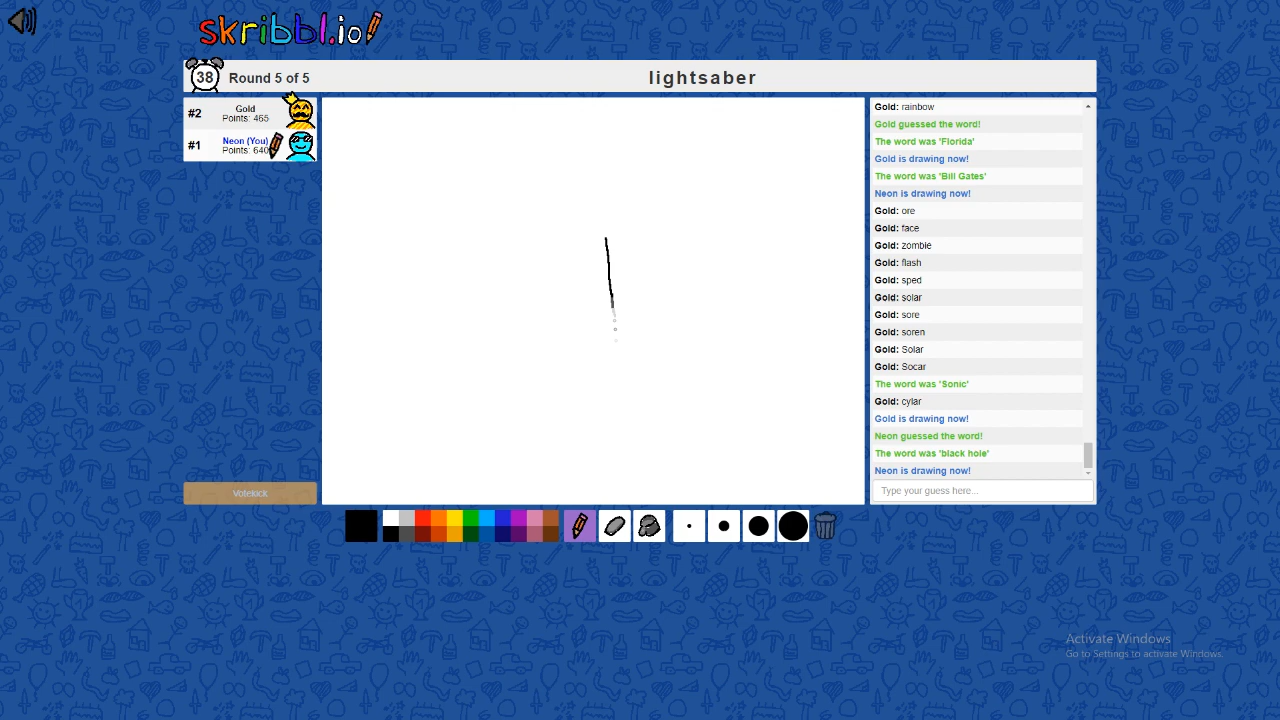 skribbl.io
38
Round 5 of 5
lightsaber
#2
Gold
Points: 465
#1
Neon (You)
Points: 640
Votekick
Gold: rainbow
Gold guessed the word!
The word was 'Florida'
Gold is drawing now!
The word was 'Bill Gates'
Neon is drawing now!
Gold: ore
Gold: face
Gold: zombie
Gold: flash
Gold: sped
Gold: solar
Gold: sore
Gold: soren
Gold: Solar
Gold: Socar
The word was 'Sonic'
Gold: cylar
Gold is drawing now!
Neon guessed the word!
The word was 'black hole'
Neon is drawing now!
Type your guess here...
Activate Windows
Go to Settings to activate Windows.